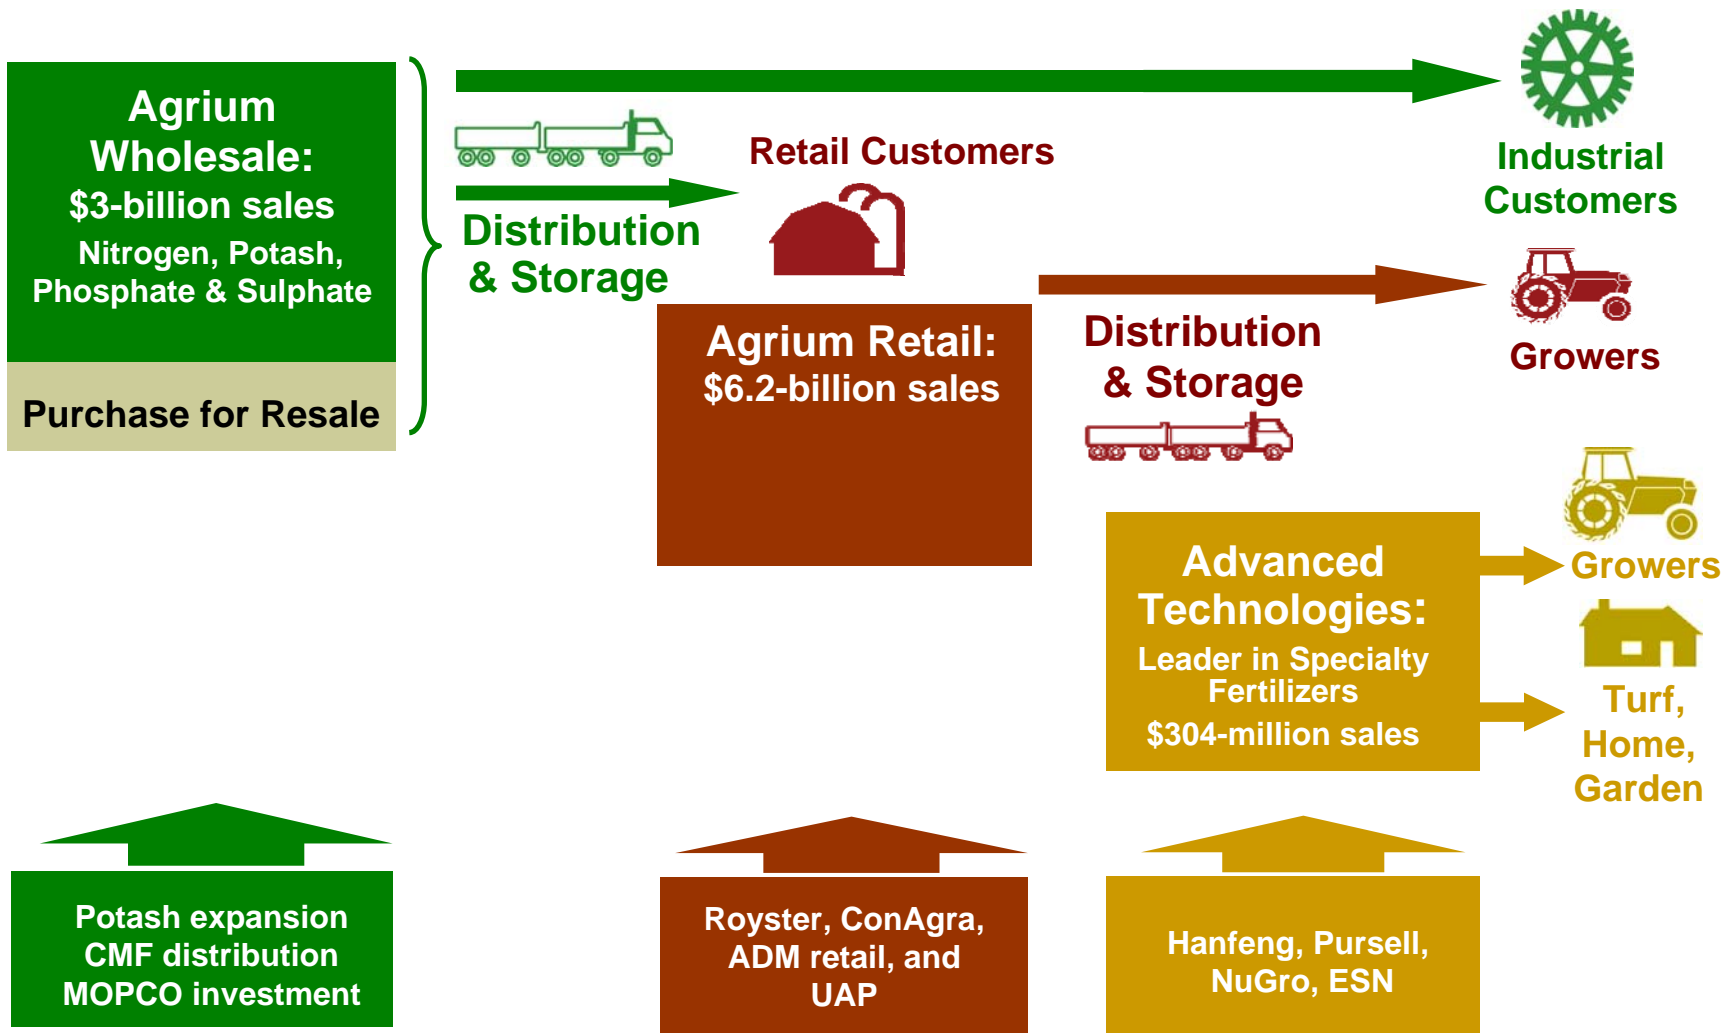 Agrium
Wholesale:
$3-billion sales
Nitrogen, Potash,
Phosphate & Sulphate
Purchase for Resale
Distribution
& Storage
Retail Customers
Industrial
Customers
Agrium Retail:
$6.2-billion sales
Distribution
& Storage
Growers
Advanced
Technologies:
Leader in Specialty
Fertilizers
$304-million sales
Growers
Turf,
Home,
Garden
Potash expansion
CMF distribution
MOPCO investment
Royster, ConAgra,
ADM retail, and
UAP
Hanfeng, Pursell,
NuGro, ESN